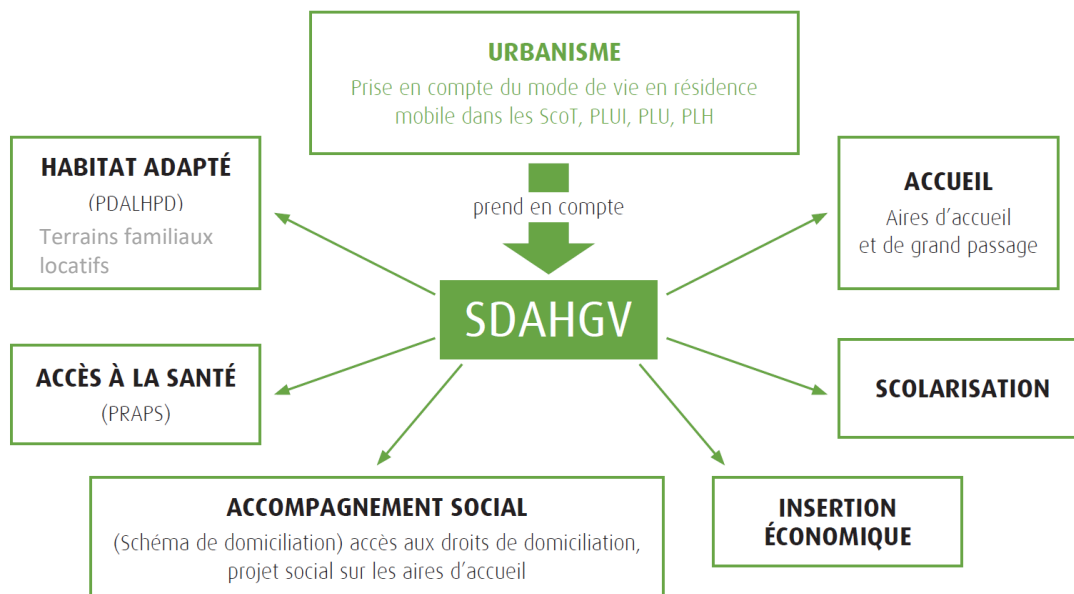 URBANISME
Prise en compte du mode de vie en résidence
mobile dans les ScoT, PLUI, PLU, PLH
HABITAT ADAPTÉ
(PDALHPD)
Terrains familiaux
locatifs
prend en compte
ACCUEIL
Aires d’accueil
et de grand passage
SDAHGV
ACCÈS À LA SANTÉ
(PRAPS)
SCOLARISATION
ACCOMPAGNEMENT SOCIAL
(Schéma de domiciliation) accès aux droits de domiciliation,
projet social sur les aires d’accueil
INSERTION
ÉCONOMIQUE